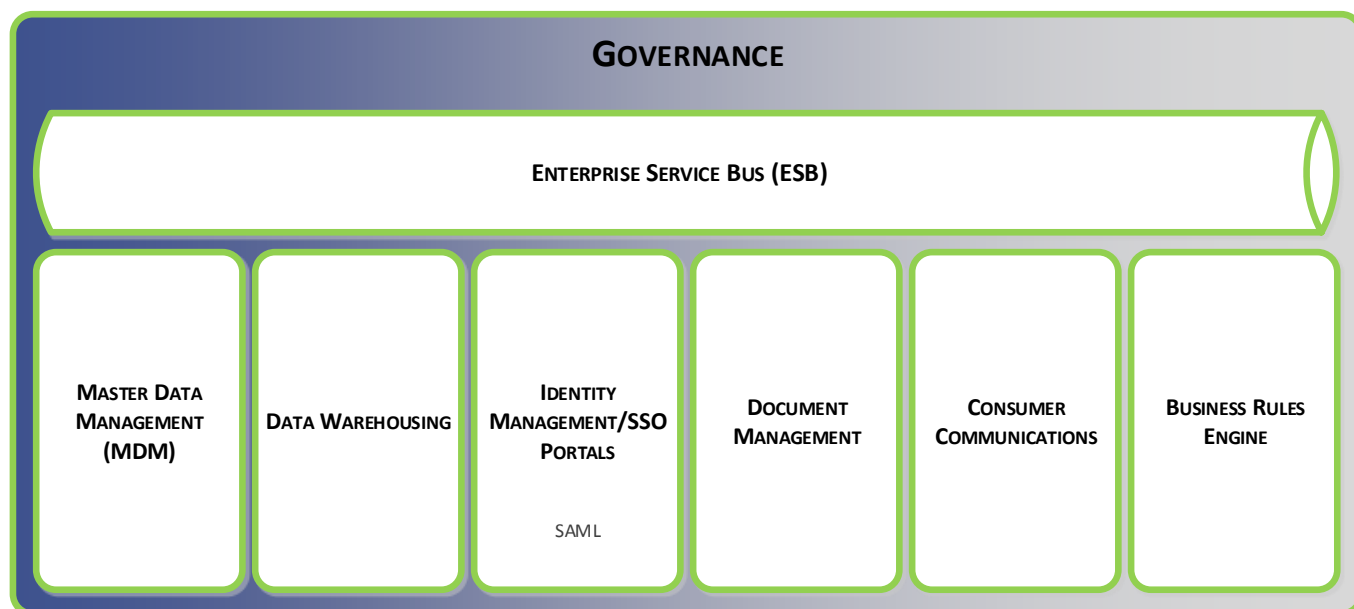 GOVERNANCE
ENTERPRISE SERVICE BUS (ESB)
MASTER DATA
MANAGEMENT
(MDM)
DATA WAREHOUSING
IDENTITY
MANAGEMENT/SSO
PORTALS
SAML
DOCUMENT
MANAGEMENT
CONSUMER
COMMUNICATIONS
BUSINESS RULES
ENGINE